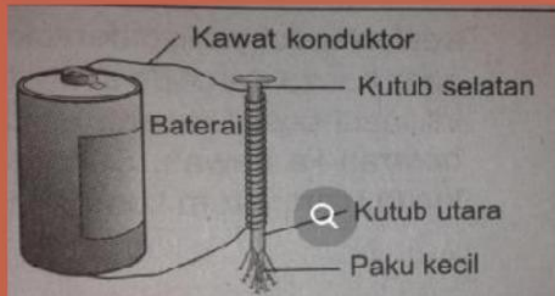 Kawat konduktor
Kutub selatan
Baterai
Kutub utara
Paku kecil